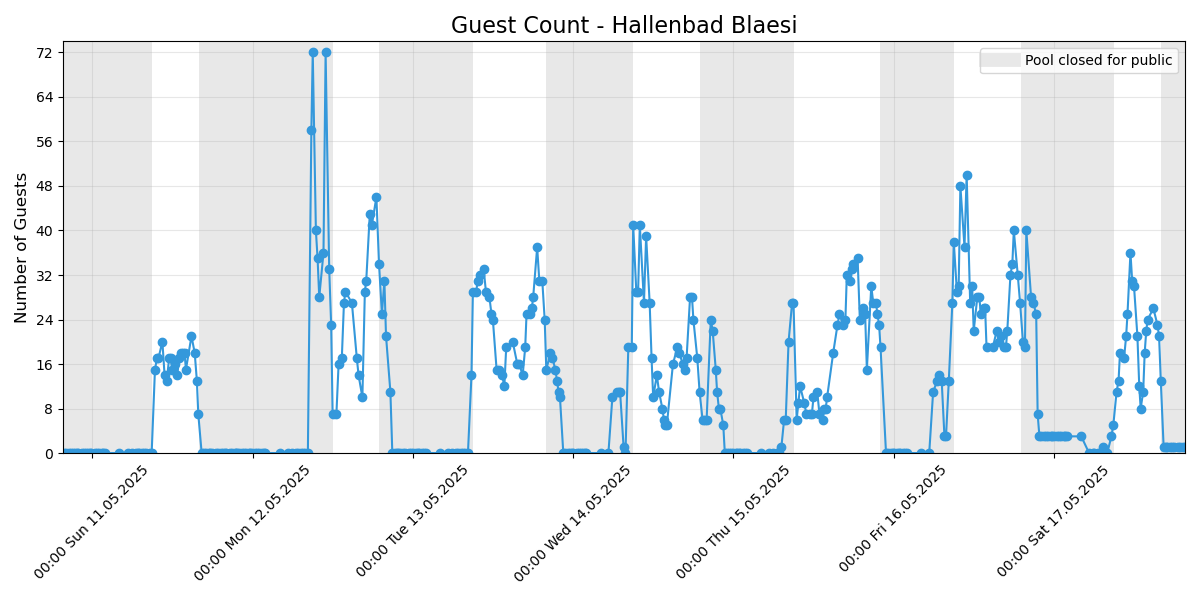 Guest Count - Hallenbad Blaesi
Pool closed for public
Number of Guests
72
64
56
48
40
32
24
16
8
0
00:00 Sun 11.05.2025
00:00 Mon 12.05.2025
00:00 Tue 13.05.2025
00:00 Wed 14.05.2025
00:00 Thu 15.05.2025
00:00 Fri 16.05.2025
00:00 Sat 17.05.2025